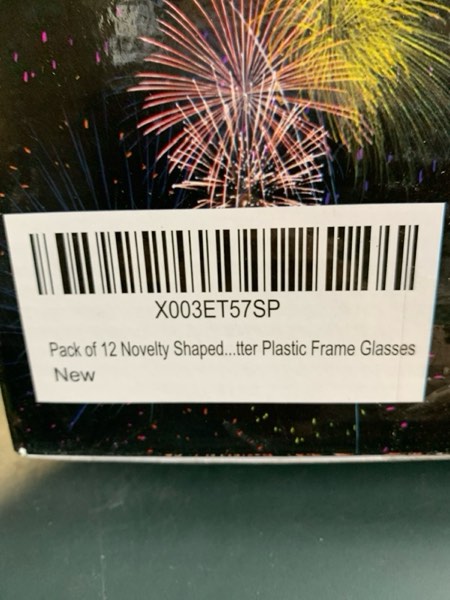 X003ET57SP
Pack of 12 Novelty Shaped...tter Plastic Frame Glasses
New